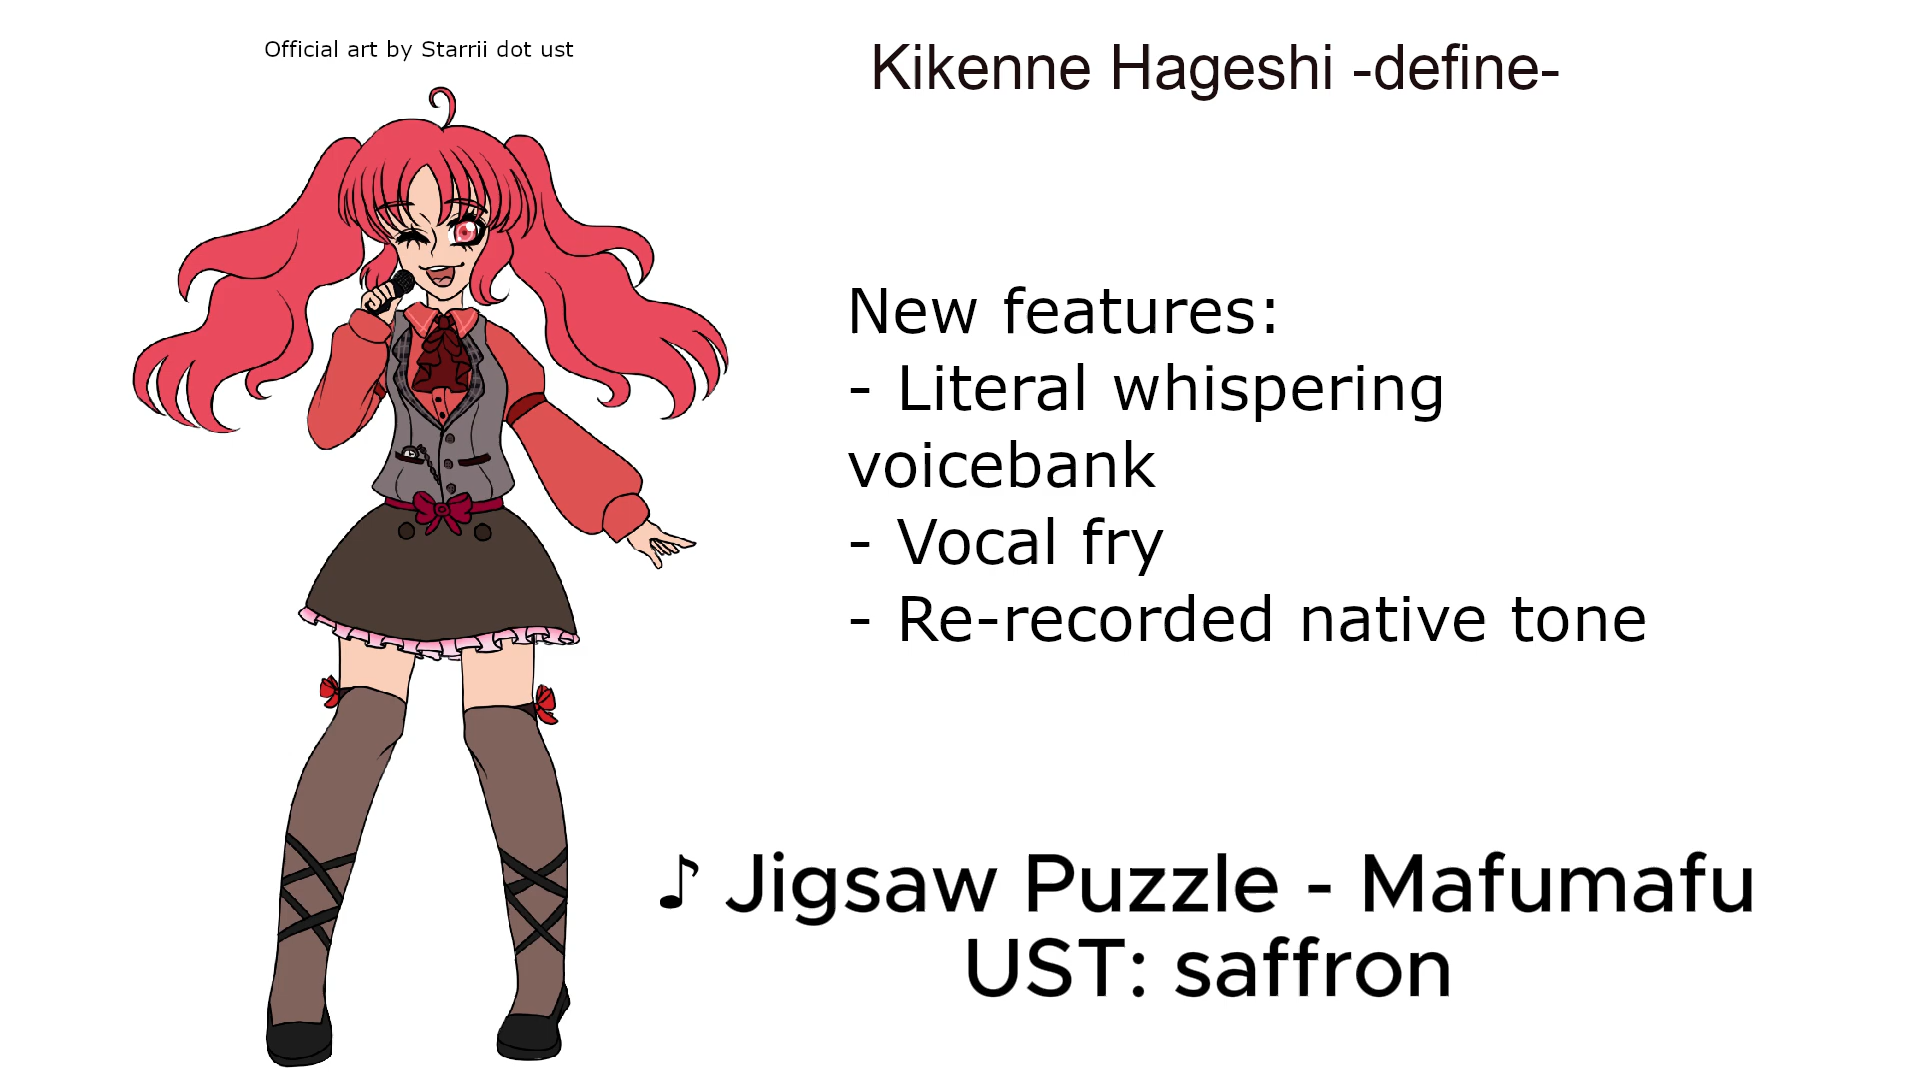 Official art by Starrii dot ust
Kikenne Hageshi -define-
New features:
- Literal whispering
voicebank
- Vocal fry
- Re-recorded native tone
♪ Jigsaw Puzzle - Mafumafu
UST: saffron